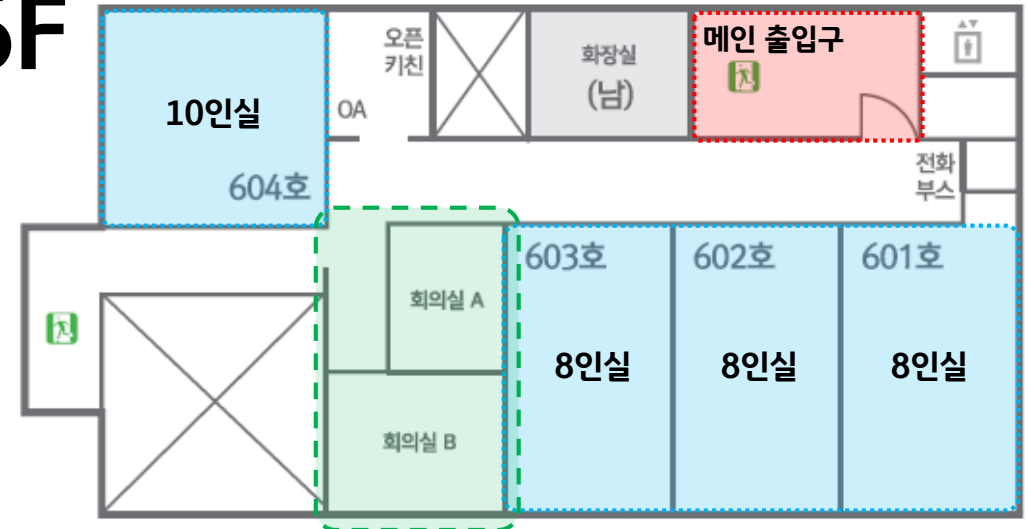 6F
오픈
키친
OA
화장실
(남)
메인 출입구
10인실
604호
전화
부스
603호
602호
601호
회의실 A
8인실
8인실
8인실
회의실 B